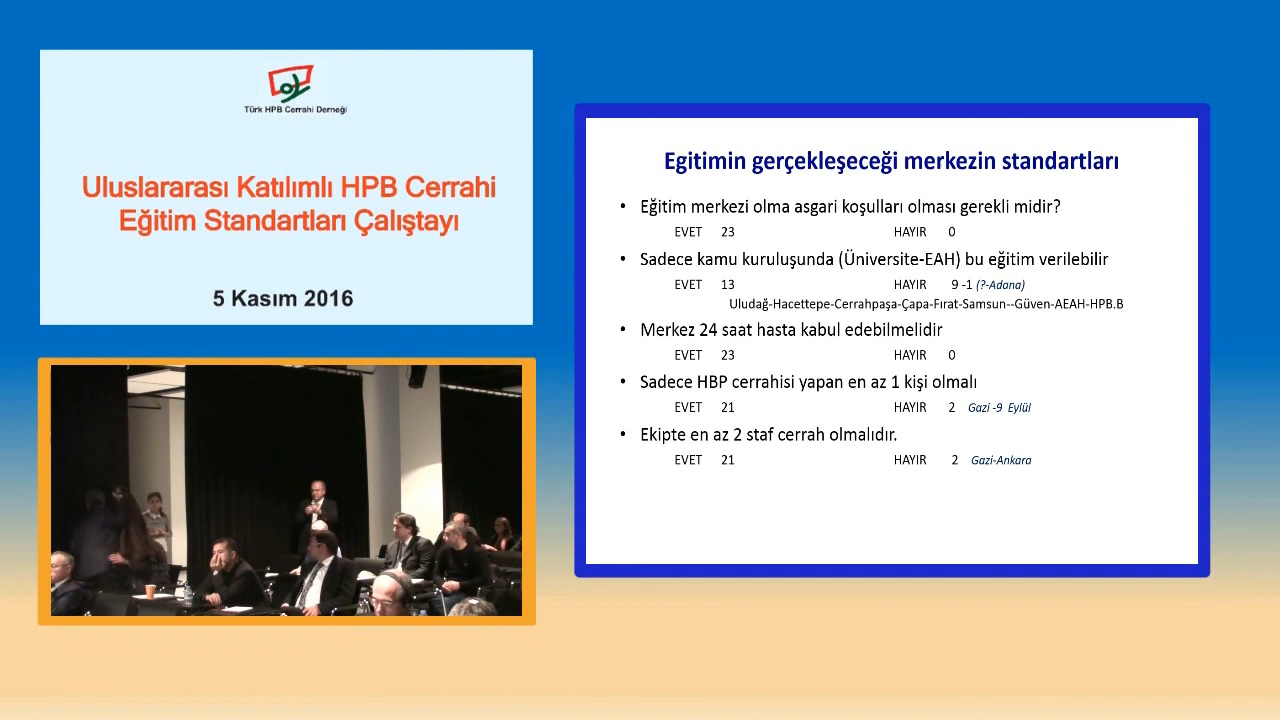 Türk HPB Cerrahi Derneği
Uluslararası Katılımlı HPB Cerrahi
Eğitim Standartları Çalıştayı
5 Kasım 2016
Egitimin gerçekleşeceği merkezin standartları
• Eğitim merkezi olma asgari koşulları olması gerekli midir?
EVET 23 HAYIR 0
• Sadece kamu kuruluşunda (Üniversite-EAH) bu eğitim verilebilir
EVET 13 HAYIR 9 -1 (?-Adana)
Uludağ-Hacettepe-Cerrahpaşa-Çapa-Fırat-Samsun--Güven-AEAH-HPB.B
• Merkez 24 saat hasta kabul edebilmelidir
EVET 23 HAYIR 0
• Sadece HBP cerrahisi yapan en az 1 kişi olmalı
EVET 21 HAYIR 2 Gazi -9 Eylül
• Ekipte en az 2 staf cerrah olmalıdır.
EVET 21 HAYIR 2 Gazi-Ankara